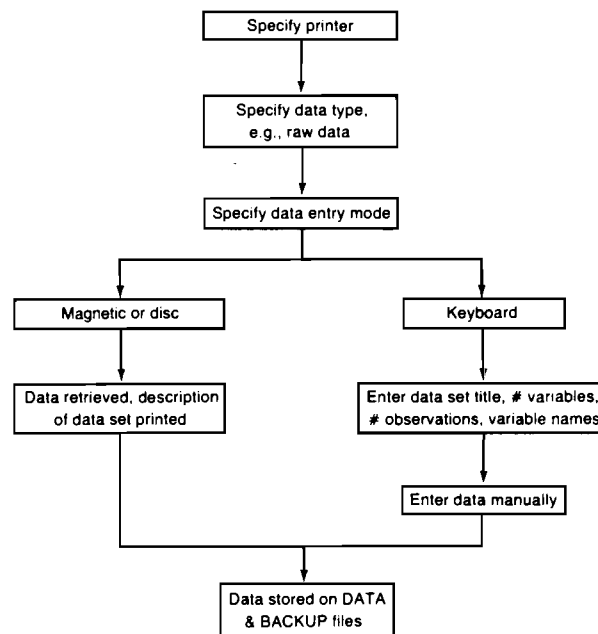 Specify printer
Specify data type,
e.g., raw data
Specify data entry mode
Magnetic or disc
Keyboard
Data retrieved, description
of data set printed
Enter data set title, # variables,
# observations, variable names
Enter data manually
Data stored on DATA
& BACKUP files